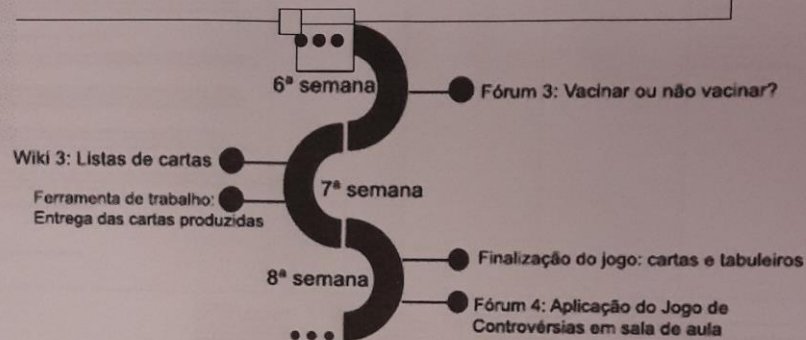 6ª semana
Fórum 3: Vacinar ou não vacinar?
Wiki 3: Listas de cartas
Ferramenta de trabalho:
Entrega das cartas produzidas
7ª semana
8ª semana
Finalização do jogo: cartas e tabuleiros
Fórum 4: Aplicação do Jogo de
Controvérsias em sala de aula